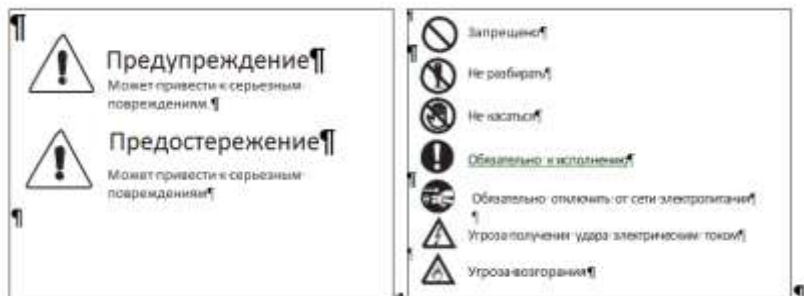 Предупреждение¶
Может привести к серьезным
повреждениям.¶
Предостережение¶
Может привести к серьезным
повреждениям¶
Запрещено¶
Не разбирать¶
Не касаться¶
Обязательно к исполнению¶
Обязательно отключить от сети электропитания¶
Угроза получения удара электрическим током¶
Угроза возгорания¶